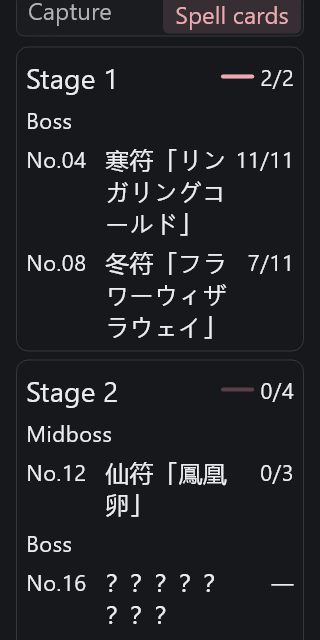 Capture
Spell cards
Stage 1
2/2
Boss
No.04 寒符「リン 11/11
ガリングコ
ールド」
No.08 冬符「フラ 7/11
ワーウィザ
ラウェイ」
Stage 2
0/4
Midboss
No.12 仙符「鳳凰 0/3
卵」
Boss
No.16 ？？？？？ —
？？？